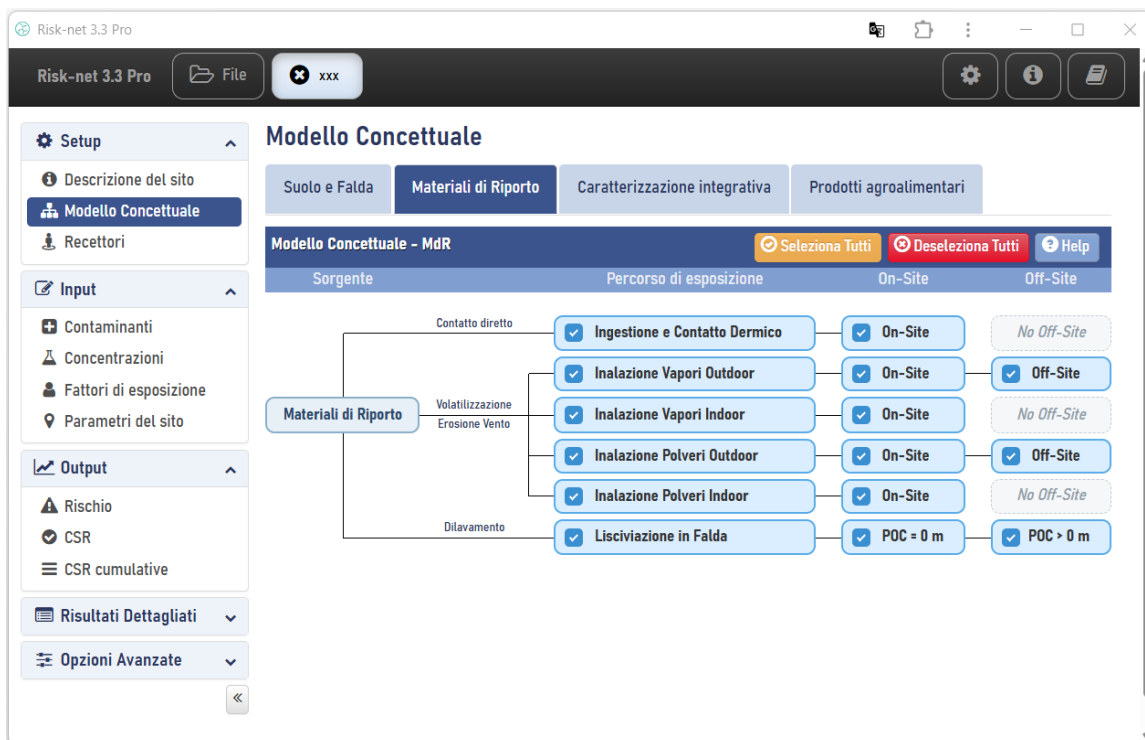 Risk-net 3.3 Pro
Risk-net 3.3 Pro
File
xxx
Setup
Descrizione del sito
Modello Concettuale
Recettori
Input
Contaminanti
Concentrazioni
Fattori di esposizione
Parametri del sito
Output
Rischio
CSR
CSR cumulative
Risultati Dettagliati
Opzioni Avanzate
Modello Concettuale
Suolo e Falda Materiali di Riporto Caratterizzazione integrativa Prodotti agroalimentari
Modello Concettuale - MdR Seleziona Tutti Deseleziona Tutti Help
Sorgente Percorso di esposizione On-Site Off-Site
Contatto diretto Ingestione e Contatto Dermico On-Site No Off-Site
Inalazione Vapori Outdoor On-Site Off-Site
Materiali di Riporto Volatilizzazione Inalazione Vapori Indoor On-Site No Off-Site
Erosione Vento
Inalazione Polveri Outdoor On-Site Off-Site
Inalazione Polveri Indoor On-Site No Off-Site
Dilavamento Lisciviazione in Falda POC = 0 m POC > 0 m